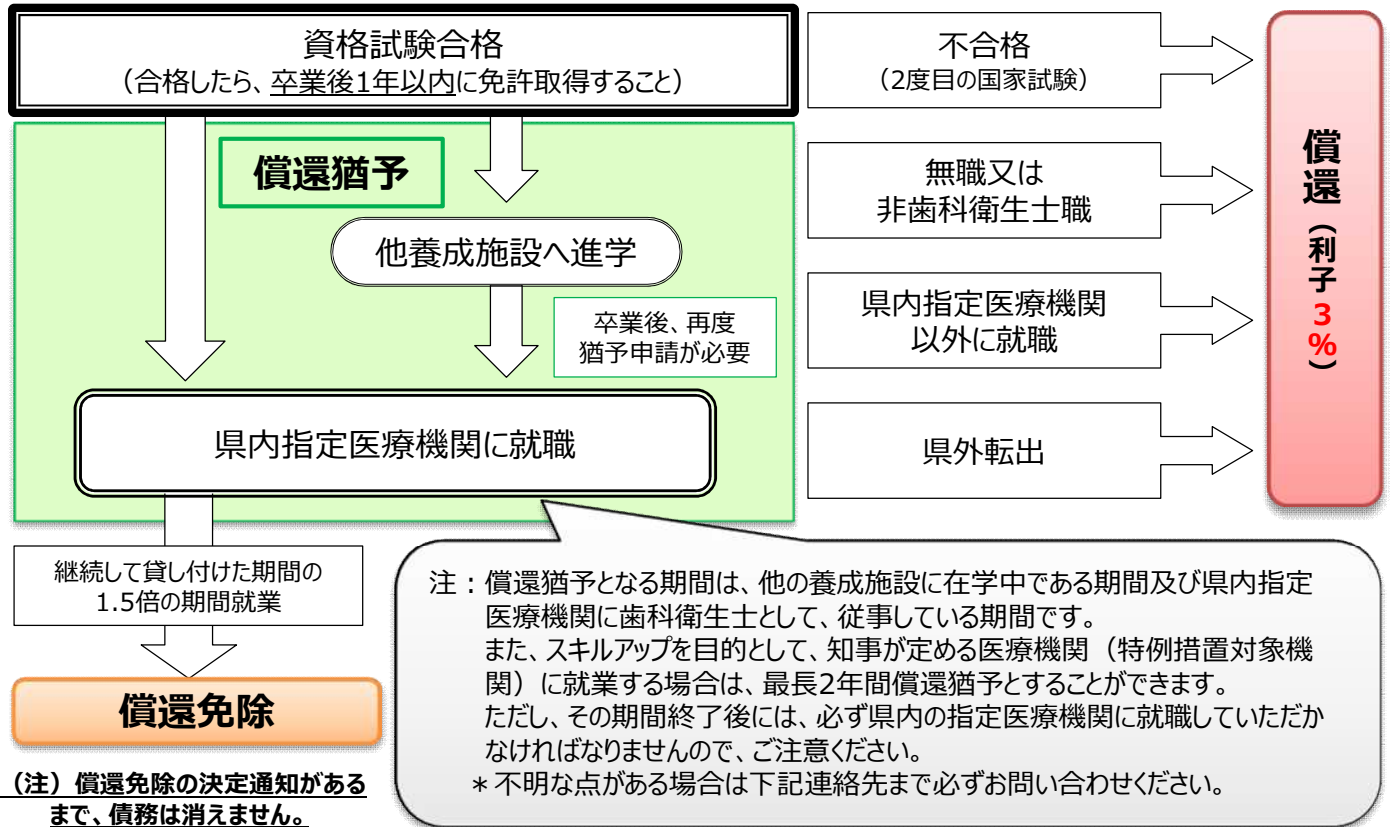 資格試験合格
（合格したら、卒業後1年以内に免許取得すること）
不合格
（2度目の国家試験）
償還猶予
無職又は
非歯科衛生士職
他養成施設へ進学
卒業後、再度
猶予申請が必要
県内指定医療機関
以外に就職
県内指定医療機関に就職
県外転出
償還（利子3%）
継続して貸し付けた期間の
1.5倍の期間就業
償還免除
（注）償還免除の決定通知がある
まで、債務は消えません。
注：償還猶予となる期間は、他の養成施設に在学中である期間及び県内指定
医療機関に歯科衛生士として、従事している期間です。
また、スキルアップを目的として、知事が定める医療機関（特例措置対象機
関）に就業する場合は、最長2年間償還猶予とすることができます。
ただし、その期間終了後には、必ず県内の指定医療機関に就職していただか
なければなりませんので、ご注意ください。
＊不明な点がある場合は下記連絡先まで必ずお問い合わせください。